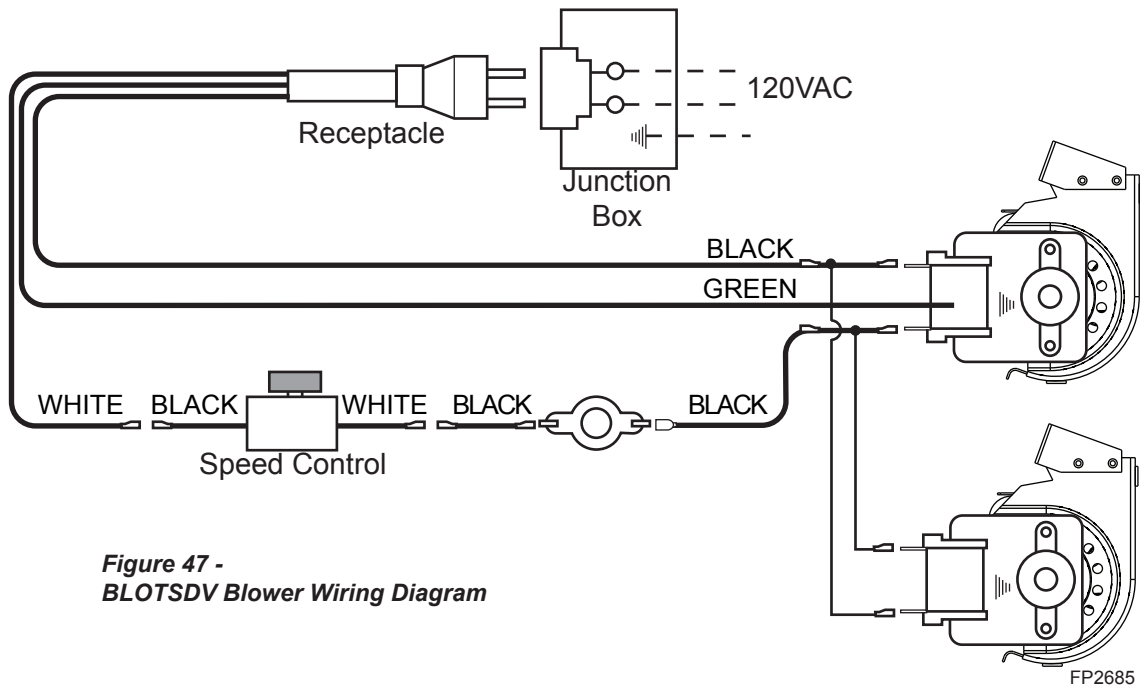 120VAC
Receptacle
Junction
Box
BLACK
GREEN
WHITE BLACK WHITE BLACK BLACK
Speed Control
Figure 47 -
BLOTSDV Blower Wiring Diagram
FP2685